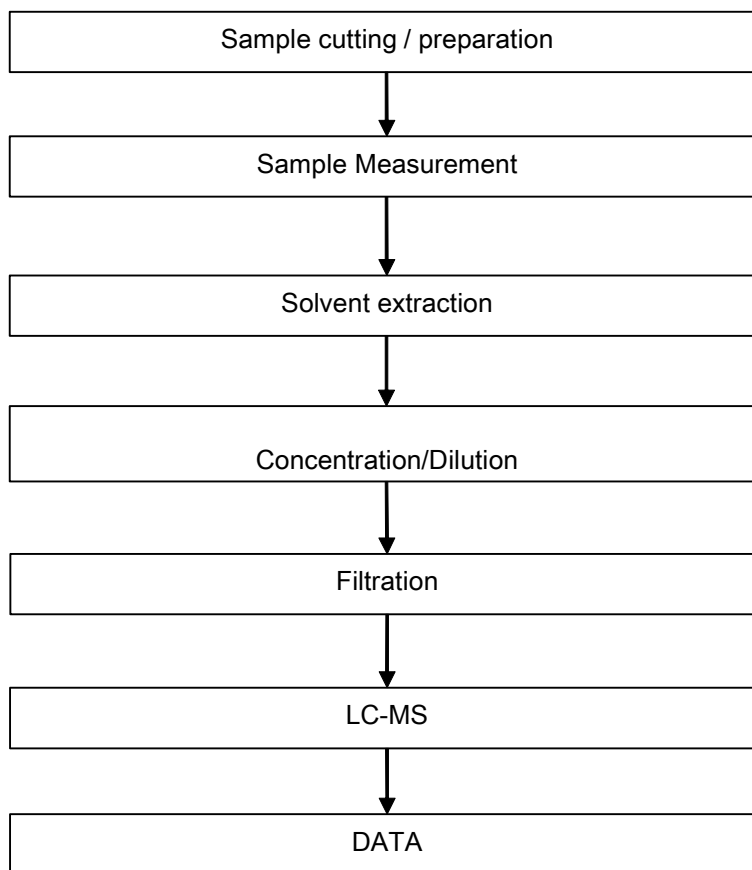 Sample cutting / preparation
Sample Measurement
Solvent extraction
Concentration/Dilution
Filtration
LC-MS
DATA